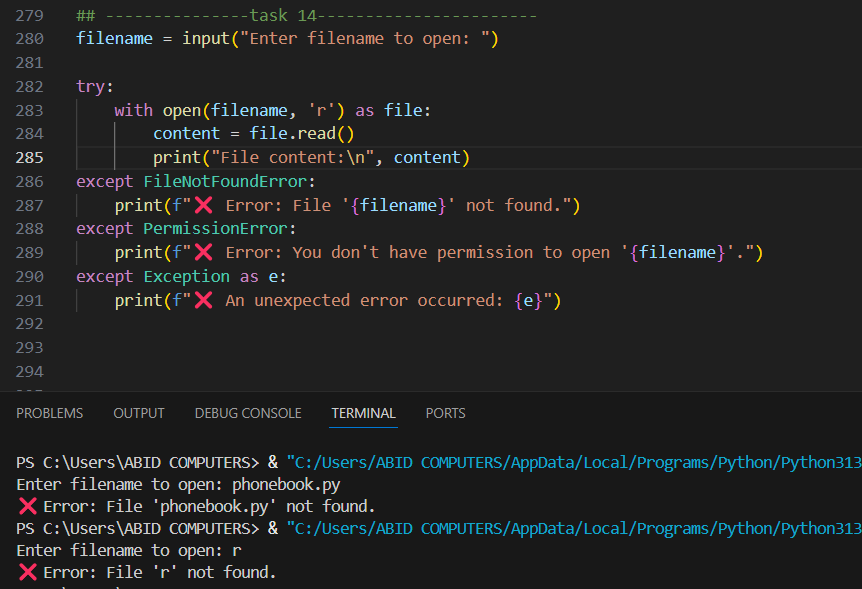 279 ## ---------------task 14-----------------------
280 filename = input("Enter filename to open: ")
281
282 try:
283     with open(filename, 'r') as file:
284         content = file.read()
285         print("File content:\n", content)
286 except FileNotFoundError:
287     print(f"❌ Error: File '{filename}' not found.")
288 except PermissionError:
289     print(f"❌ Error: You don't have permission to open '{filename}'.")
290 except Exception as e:
291     print(f"❌ An unexpected error occurred: {e}")
292
293
294
PROBLEMS OUTPUT DEBUG CONSOLE TERMINAL PORTS
PS C:\Users\ABID COMPUTERS> & "C:/Users/ABID COMPUTERS/AppData/Local/Programs/Python/Python313
Enter filename to open: phonebook.py
❌ Error: File 'phonebook.py' not found.
PS C:\Users\ABID COMPUTERS> & "C:/Users/ABID COMPUTERS/AppData/Local/Programs/Python/Python313
Enter filename to open: r
❌ Error: File 'r' not found.